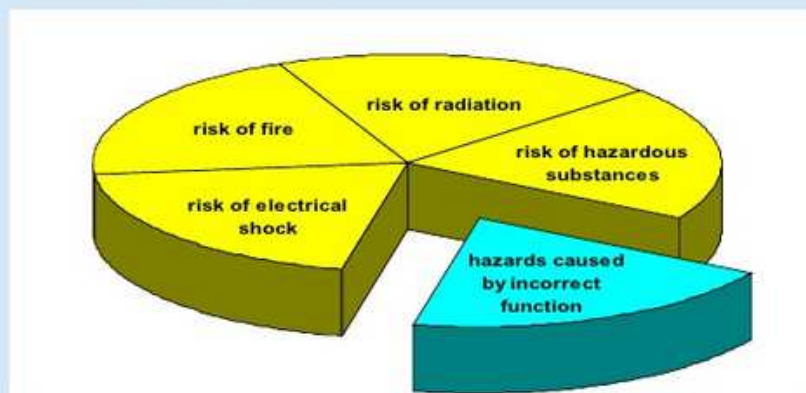 risk of radiation
risk of fire
risk of hazardous
substances
risk of electrical
shock
hazards caused
by incorrect
function